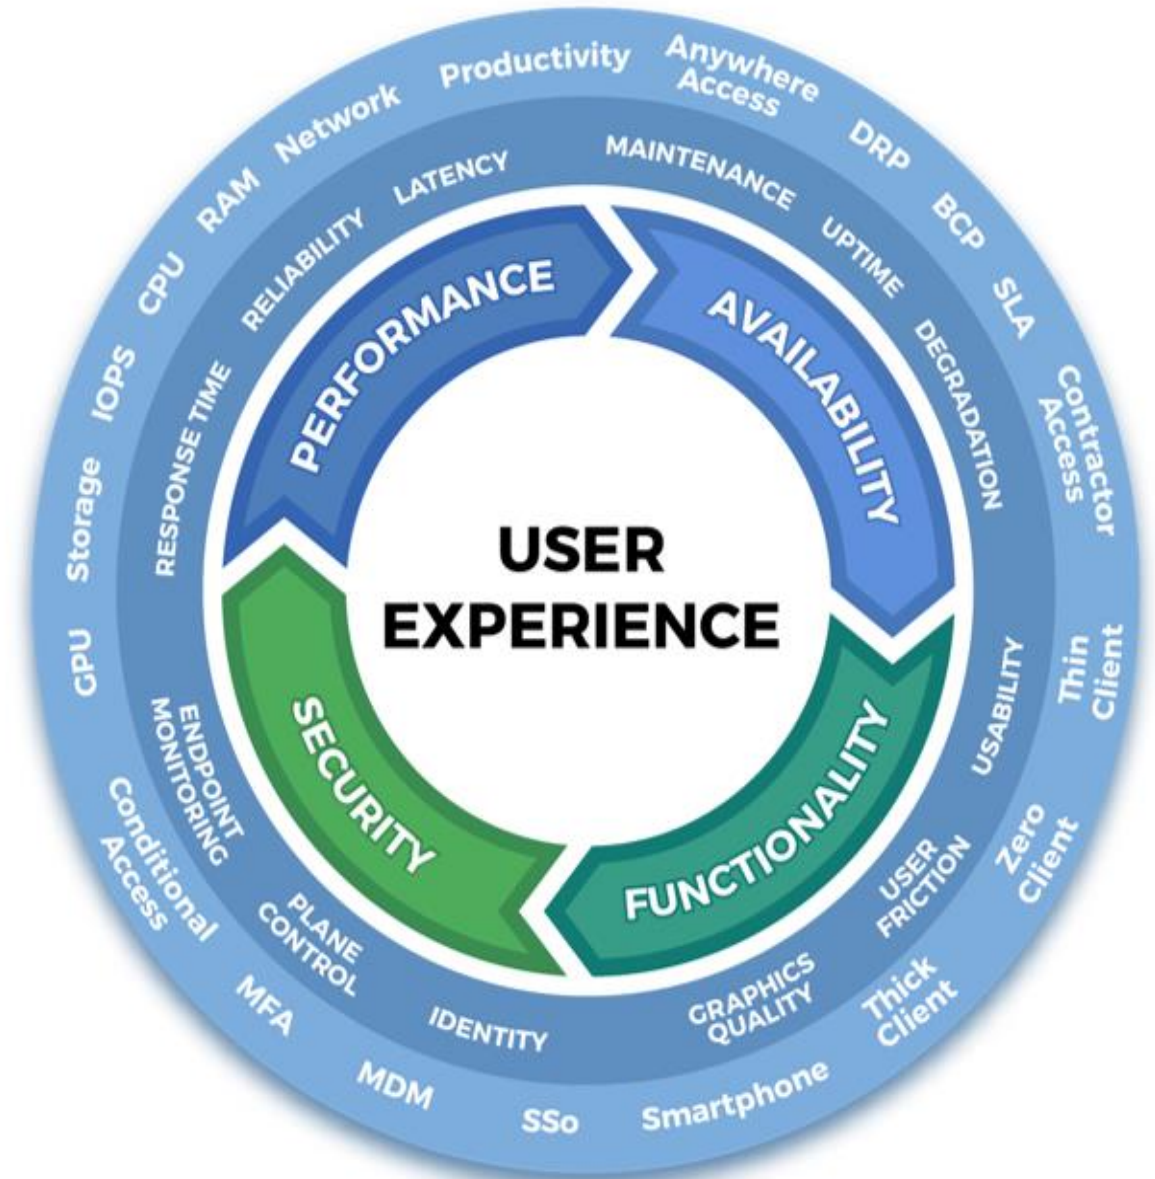 USER
EXPERIENCE
PERFORMANCE
AVAILABILITY
FUNCTIONALITY
SECURITY
LATENCY
MAINTENANCE
UPTIME
DEGRADATION
USABILITY
USER
FRICTION
GRAPHICS
QUALITY
IDENTITY
PLANE
CONTROL
ENDPOINT
MONITORING
RESPONSE TIME
RELIABILITY
Productivity
Anywhere
Access
DRP
BCP
SLA
Contractor
Access
Thin
Client
Zero
Client
Thick
Client
Smartphone
SSo
MDM
MFA
Conditional
Access
GPU
Storage
IOPS
CPU
RAM
Network